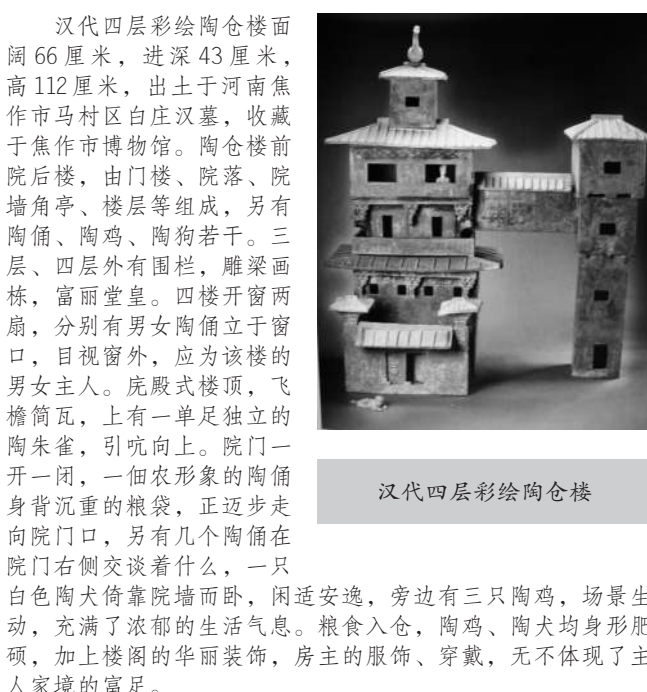 汉代四层彩绘陶仓楼面
阔 66 厘米，进深 43 厘米，
高 112 厘米，出土于河南焦
作市马村区白庄汉墓，收藏
于焦作市博物馆。陶仓楼前
院后楼，由门楼、院落、院
墙角亭、楼层等组成，另有
陶俑、陶鸡、陶狗若干。三
层、四层外有围栏，雕梁画
栋，富丽堂皇。四楼开窗两
扇，分别有男女陶俑立于窗
口，目视窗外，应为该楼的
男女主人。庑殿式楼顶，飞
檐筒瓦，上有一单足独立的
陶朱雀，引吭向上。院门一
开一闭，一佃农形象的陶俑
身背沉重的粮袋，正迈步走
向院门口，另有几个陶俑在
院门右侧交谈着什么，一只
白色陶犬倚靠院墙而卧，闲适安逸，旁边有三只陶鸡，场景生
动，充满了浓郁的生活气息。粮食入仓，陶鸡、陶犬均身形肥
硕，加上楼阁的华丽装饰，房主的服饰、穿戴，无不体现了主
人家境的富足。
汉代四层彩绘陶仓楼